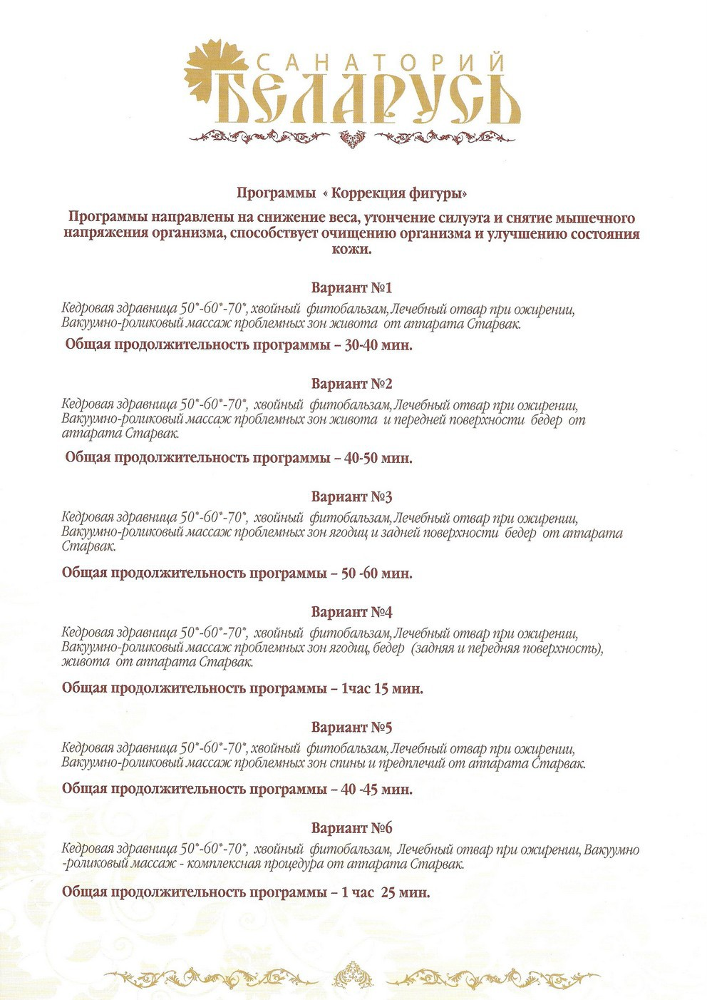 САНАТОРИЙ
БЕЛАРУСЬ
Программы « Коррекция фигуры»
Программы направлены на снижение веса, утончение силуэта и снятие мышечного
напряжения организма, способствует очищению организма и улучшению состояния
кожи.
Вариант №1
Кедровая здравница 50*-60*-70*, хвойный фитобальзам, Лечебный отвар при ожирении,
Вакуумно-роликовый массаж проблемных зон живота от аппарата Старвак.
Общая продолжительность программы – 30-40 мин.
Вариант №2
Кедровая здравница 50*-60*-70*, хвойный фитобальзам, Лечебный отвар при ожирении,
Вакуумно-роликовый массаж проблемных зон живота и передней поверхности бедер от
аппарата Старвак.
Общая продолжительность программы – 40-50 мин.
Вариант №3
Кедровая здравница 50*-60*-70*, хвойный фитобальзам, Лечебный отвар при ожирении,
Вакуумно-роликовый массаж проблемных зон ягодиц и задней поверхности бедер от аппарата
Старвак.
Общая продолжительность программы – 50 -60 мин.
Вариант №4
Кедровая здравница 50*-60*-70*, хвойный фитобальзам, Лечебный отвар при ожирении,
Вакуумно-роликовый массаж проблемных зон ягодиц, бедер (задняя и передняя поверхность),
живота от аппарата Старвак.
Общая продолжительность программы – 1час 15 мин.
Вариант №5
Кедровая здравница 50*-60*-70*, хвойный фитобальзам, Лечебный отвар при ожирении,
Вакуумно-роликовый массаж проблемных зон спины и предплечий от аппарата Старвак.
Общая продолжительность программы – 40 -45 мин.
Вариант №6
Кедровая здравница 50*-60*-70*, хвойный фитобальзам, Лечебный отвар при ожирении, Вакуумно
-роликовый массаж - комплексная процедура от аппарата Старвак.
Общая продолжительность программы – 1 час 25 мин.